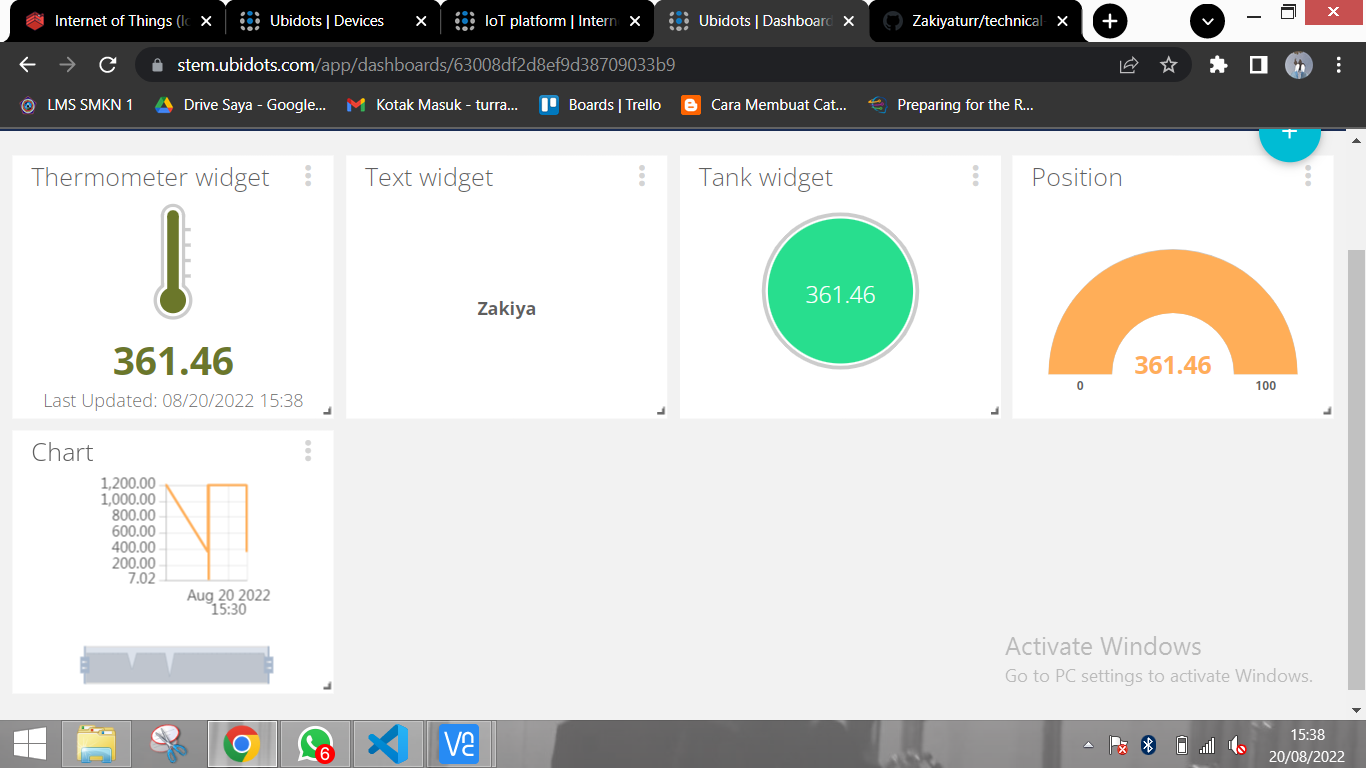 Internet of Things (Io
Ubidots | Devices
IoT platform | Intern
Ubidots | Dashboard
Zakiyaturr/technical
stem.ubidots.com/app/dashboards/63008df2d8ef9d38709033b9
LMS SMKN 1
Drive Saya - Google...
Kotak Masuk - turra...
Boards | Trello
Cara Membuat Cat...
Preparing for the R...
Thermometer widget
361.46
Last Updated: 08/20/2022 15:38
Text widget
Zakiya
Tank widget
361.46
Position
361.46
0
100
Chart
1,200.00
1,000.00
800.00
600.00
400.00
200.00
7.02
Aug 20 2022
15:30
Activate Windows
Go to PC settings to activate Windows.
6
15:38
20/08/2022